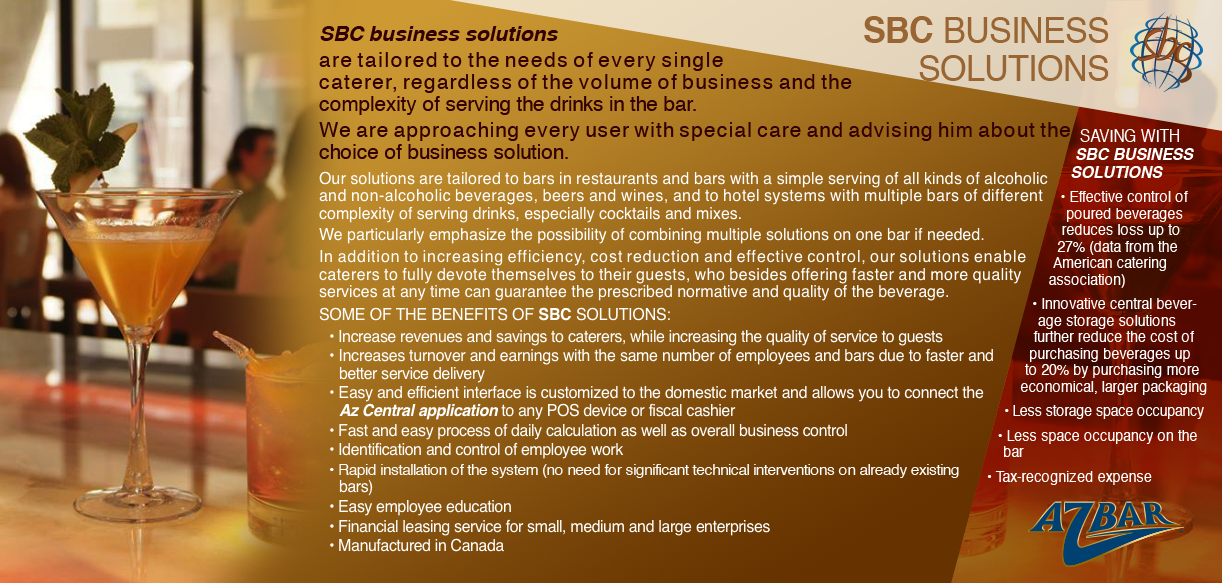 SBC business solutions
are tailored to the needs of every single
caterer, regardless of the volume of business and the
complexity of serving the drinks in the bar.
We are approaching every user with special care and advising him about the
choice of business solution.
Our solutions are tailored to bars in restaurants and bars with a simple serving of all kinds of alcoholic
and non-alcoholic beverages, beers and wines, and to hotel systems with multiple bars of different
complexity of serving drinks, especially cocktails and mixes.
We particularly emphasize the possibility of combining multiple solutions on one bar if needed.
In addition to increasing efficiency, cost reduction and effective control, our solutions enable
caterers to fully devote themselves to their guests, who besides offering faster and more quality
services at any time can guarantee the prescribed normative and quality of the beverage.
SOME OF THE BENEFITS OF SBC SOLUTIONS:
• Increase revenues and savings to caterers, while increasing the quality of service to guests
• Increases turnover and earnings with the same number of employees and bars due to faster and
better service delivery
• Easy and efficient interface is customized to the domestic market and allows you to connect the
Az Central application to any POS device or fiscal cashier
• Fast and easy process of daily calculation as well as overall business control
• Identification and control of employee work
• Rapid installation of the system (no need for significant technical interventions on already existing
bars)
• Easy employee education
• Financial leasing service for small, medium and large enterprises
• Manufactured in Canada
SBC BUSINESS
SOLUTIONS
sbc
SAVING WITH
SBC BUSINESS
SOLUTIONS
• Effective control of
poured beverages
reduces loss up to
27% (data from the
American catering
association)
• Innovative central bever-
age storage solutions
further reduce the cost of
purchasing beverages up
to 20% by purchasing more
economical, larger packaging
• Less storage space occupancy
• Less space occupancy on the
bar
• Tax-recognized expense
AZBAR